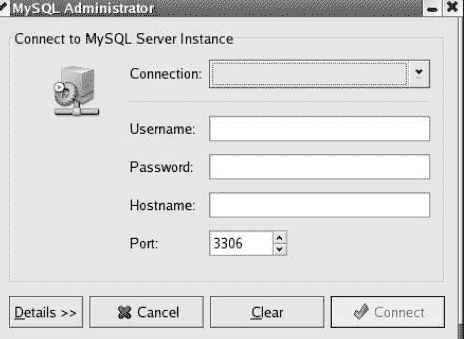 MySQL Administrator
Connect to MySQL Server Instance
Connection:
Username:
Password:
Hostname:
Port: 3306
Details >> Cancel Clear Connect